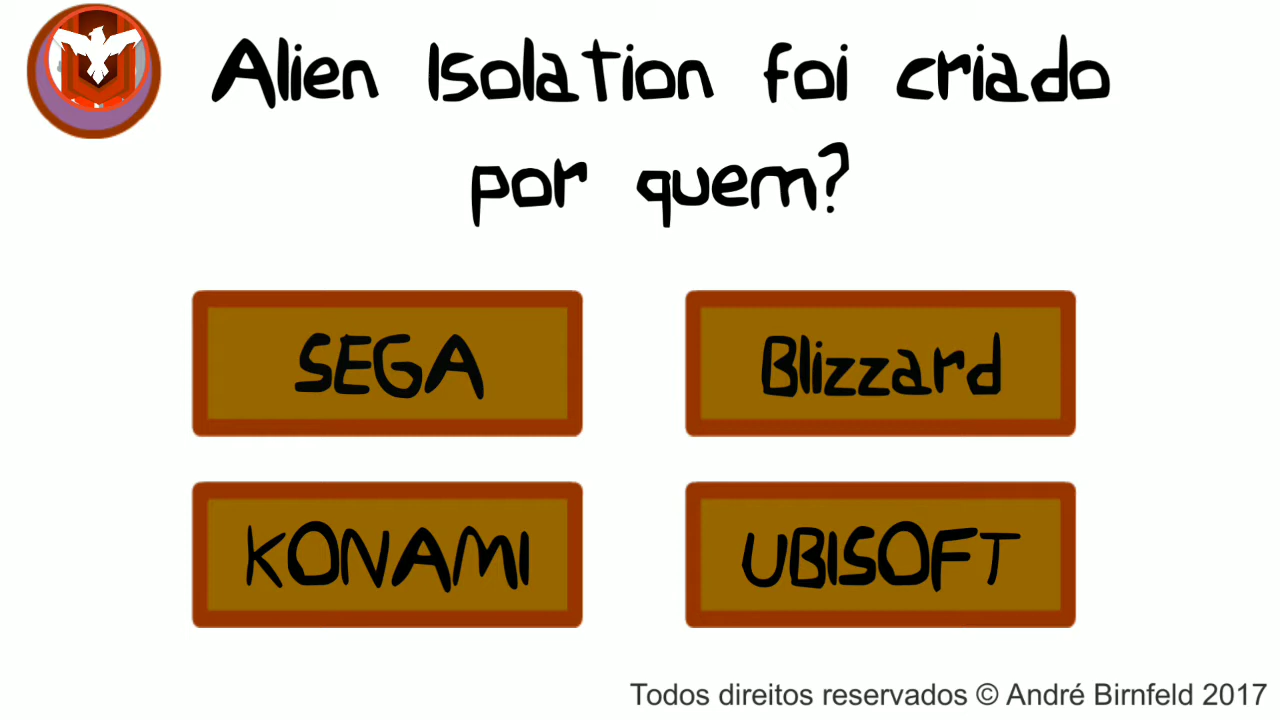 Alien Isolation foi criado
por quem?
SEGA
Blizzard
KONAMI
UBISOFT
Todos direitos reservados © André Birnfeld 2017